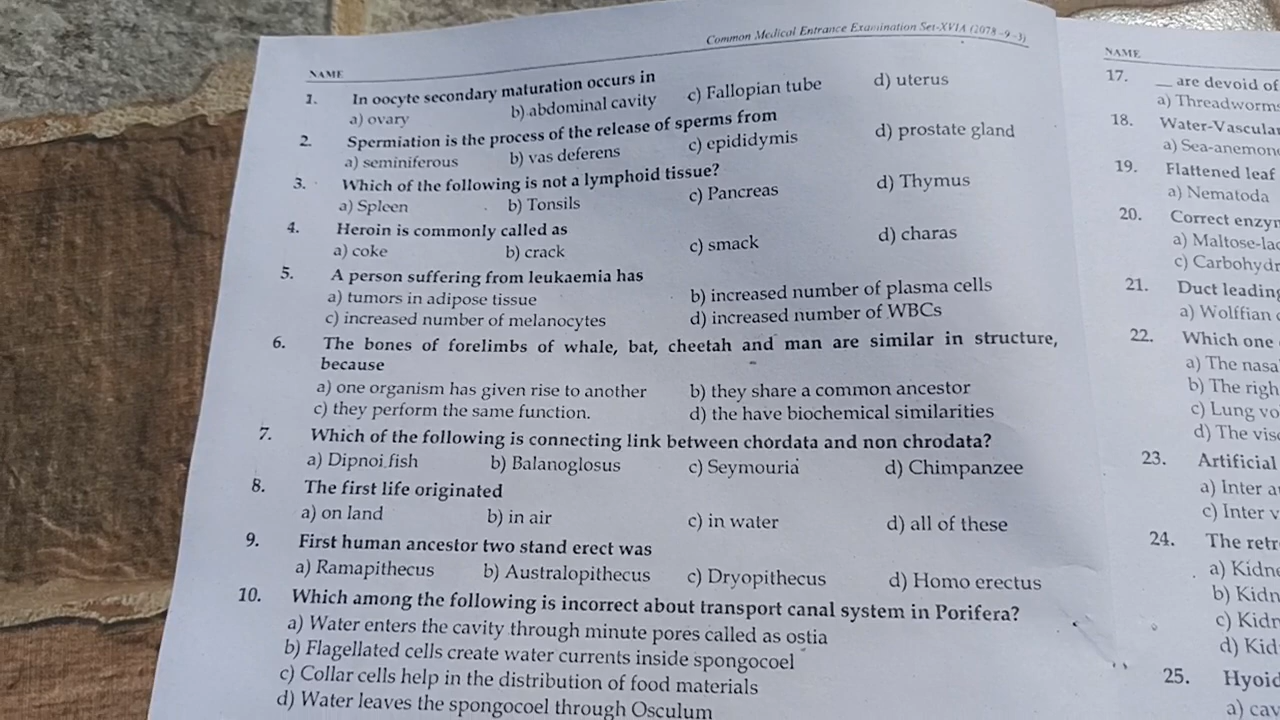 Common Medical Entrance Examination Set-XVIA (2078-9-3)
NAME
1. In oocyte secondary maturation occurs in
a) ovary b) abdominal cavity c) Fallopian tube d) uterus
2. Spermiation is the process of the release of sperms from
a) seminiferous b) vas deferens c) epididymis d) prostate gland
3. Which of the following is not a lymphoid tissue?
a) Spleen b) Tonsils c) Pancreas d) Thymus
4. Heroin is commonly called as
a) coke b) crack c) smack d) charas
5. A person suffering from leukaemia has
a) tumors in adipose tissue b) increased number of plasma cells
c) increased number of melanocytes d) increased number of WBCs
6. The bones of forelimbs of whale, bat, cheetah and man are similar in structure,
because
a) one organism has given rise to another b) they share a common ancestor
c) they perform the same function. d) the have biochemical similarities
7. Which of the following is connecting link between chordata and non chrodata?
a) Dipnoi fish b) Balanoglosus c) Seymouria d) Chimpanzee
8. The first life originated
a) on land b) in air c) in water d) all of these
9. First human ancestor two stand erect was
a) Ramapithecus b) Australopithecus c) Dryopithecus d) Homo erectus
10. Which among the following is incorrect about transport canal system in Porifera?
a) Water enters the cavity through minute pores called as ostia
b) Flagellated cells create water currents inside spongocoel
c) Collar cells help in the distribution of food materials
d) Water leaves the spongocoel through Osculum
NAME
17. __ are devoid of
a) Threadworms
18. Water-Vascular
a) Sea-anemone
19. Flattened leaf
a) Nematoda
20. Correct
a) Maltose-
c)
21. Duct leading
a) Wolffian
22. Which one
a) The
b) The
c) Lung
d) The
23. Artificial
a) Inter
c) Inter
24. The
a)
b)
c)
d)
25. Hyoid
a)